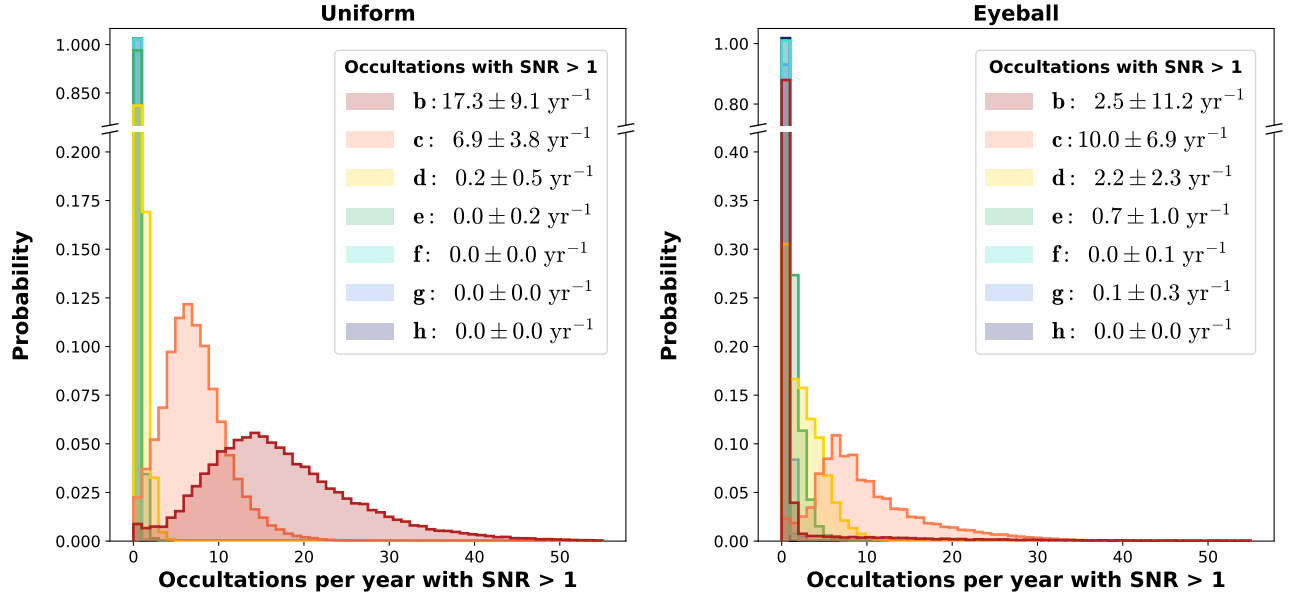 Uniform
Probability
1.000
0.850
0.200
0.175
0.150
0.125
0.100
0.075
0.050
0.025
0.000
0 10 20 30 40 50
Occultations per year with SNR > 1
Occultations with SNR > 1
b: 17.3 ± 9.1 yr⁻¹
c: 6.9 ± 3.8 yr⁻¹
d: 0.2 ± 0.5 yr⁻¹
e: 0.0 ± 0.2 yr⁻¹
f: 0.0 ± 0.0 yr⁻¹
g: 0.0 ± 0.0 yr⁻¹
h: 0.0 ± 0.0 yr⁻¹
Eyeball
Probability
1.00
0.80
0.40
0.35
0.30
0.25
0.20
0.15
0.10
0.05
0.00
0 10 20 30 40 50
Occultations per year with SNR > 1
Occultations with SNR > 1
b: 2.5 ± 11.2 yr⁻¹
c: 10.0 ± 6.9 yr⁻¹
d: 2.2 ± 2.3 yr⁻¹
e: 0.7 ± 1.0 yr⁻¹
f: 0.0 ± 0.1 yr⁻¹
g: 0.1 ± 0.3 yr⁻¹
h: 0.0 ± 0.0 yr⁻¹